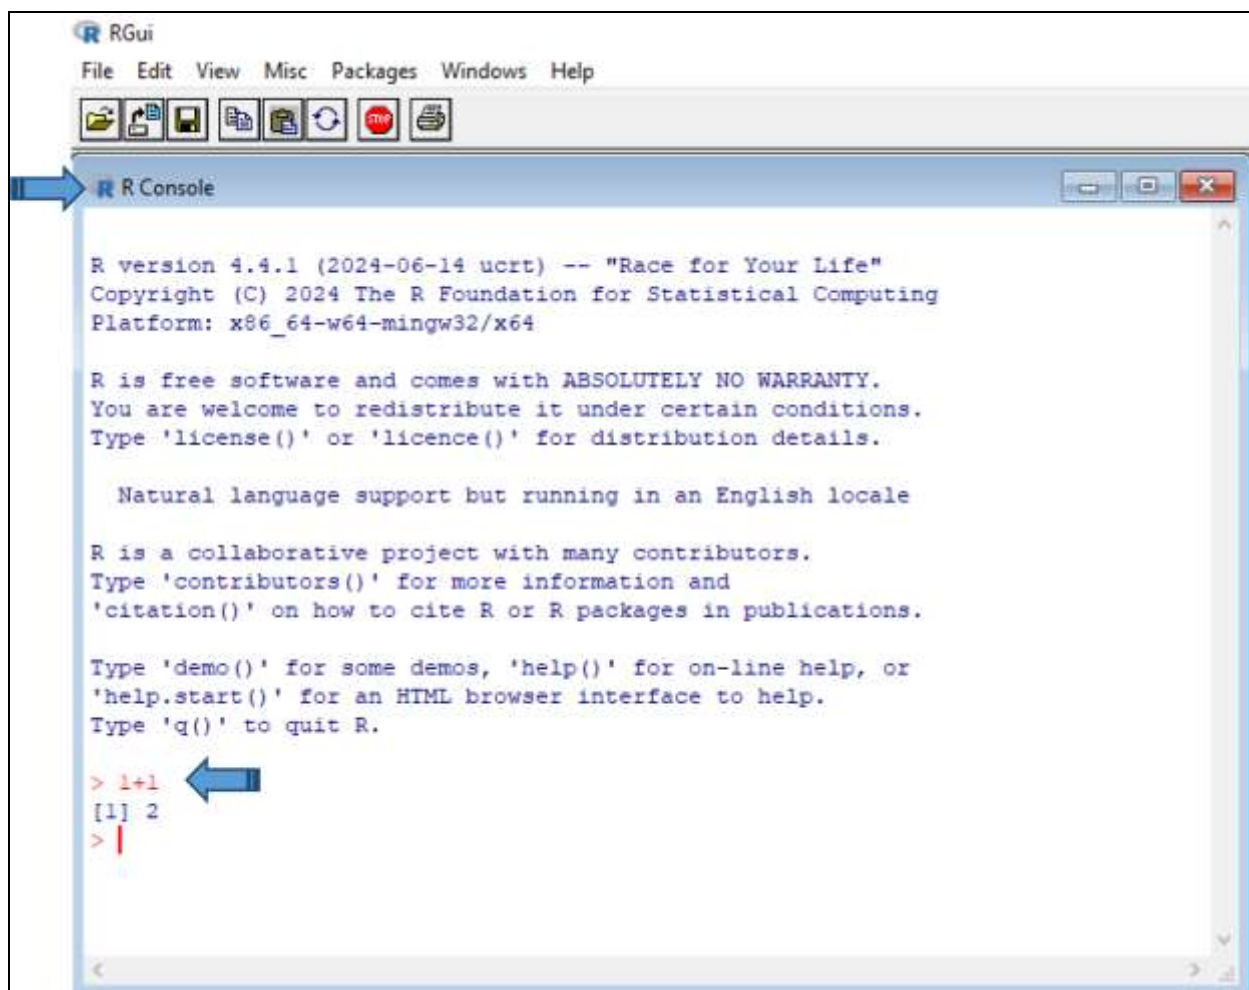 RGui
File Edit View Misc Packages Windows Help
STOP
R Console
R version 4.4.1 (2024-06-14 ucrt) -- "Race for Your Life"
Copyright (C) 2024 The R Foundation for Statistical Computing
Platform: x86_64-w64-mingw32/x64
R is free software and comes with ABSOLUTELY NO WARRANTY.
You are welcome to redistribute it under certain conditions.
Type 'license()' or 'licence()' for distribution details.
Natural language support but running in an English locale
R is a collaborative project with many contributors.
Type 'contributors()' for more information and
'citation()' on how to cite R or R packages in publications.
Type 'demo()' for some demos, 'help()' for on-line help, or
'help.start()' for an HTML browser interface to help.
Type 'q()' to quit R.
> 1+1
[1] 2
>